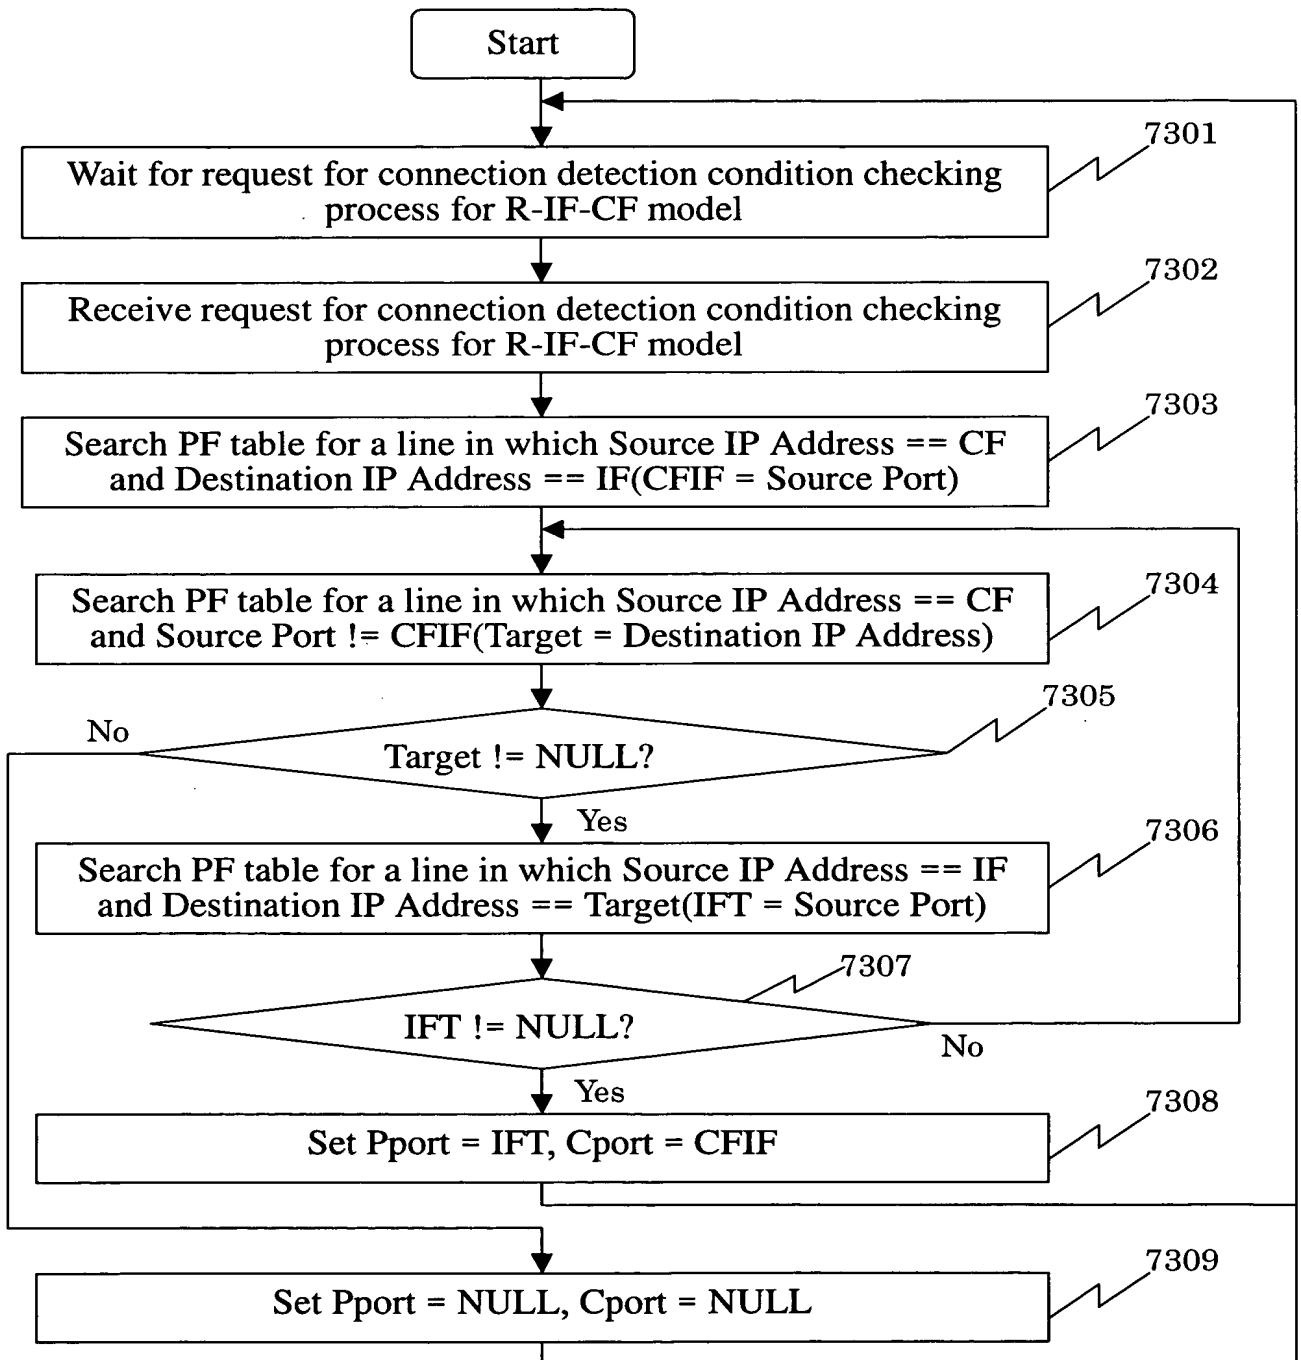 Start
7301
Wait for request for connection detection condition checking
process for R-IF-CF model
7302
Receive request for connection detection condition checking
process for R-IF-CF model
7303
Search PF table for a line in which Source IP Address == CF
and Destination IP Address == IF(CFIF = Source Port)
7304
Search PF table for a line in which Source IP Address == CF
and Source Port != CFIF(Target = Destination IP Address)
7305
No
Target != NULL?
Yes
7306
Search PF table for a line in which Source IP Address == IF
and Destination IP Address == Target(IFT = Source Port)
7307
IFT != NULL?
No
Yes
7308
Set Pport = IFT, Cport = CFIF
7309
Set Pport = NULL, Cport = NULL